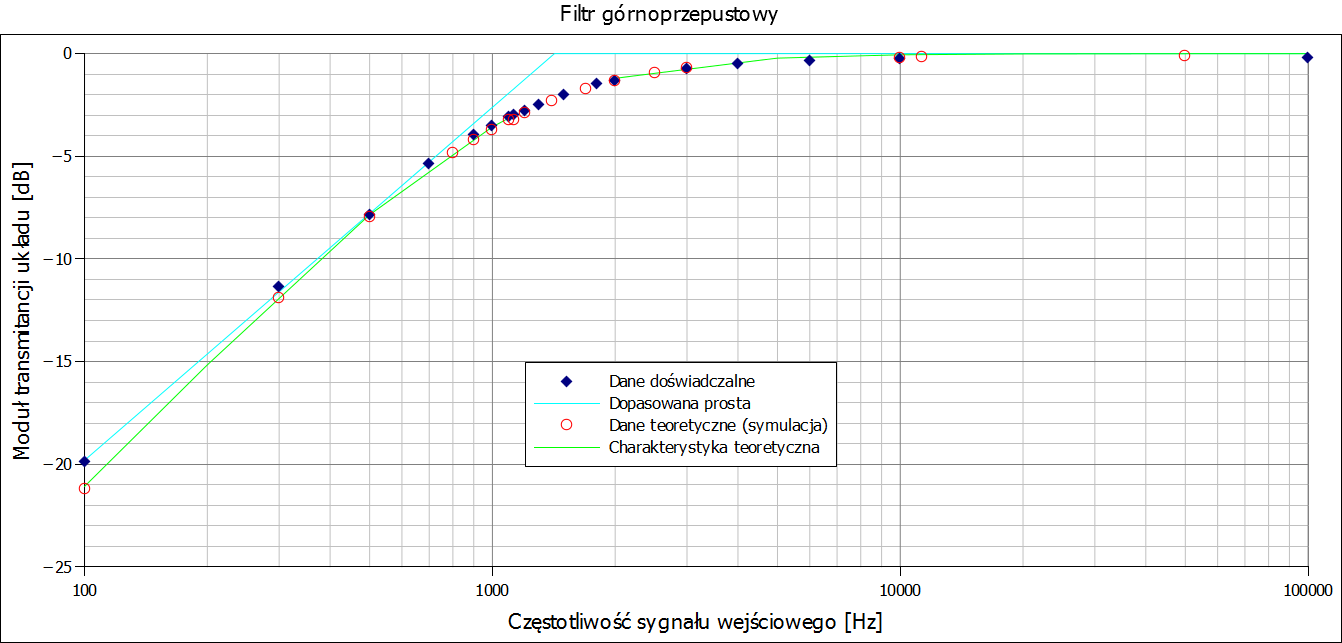 Filtr górnoprzepustowy
0
−5
−10
−15
−20
−25
100
1000
10000
100000
Moduł transmitancji układu [dB]
Częstotliwość sygnału wejściowego [Hz]
Dane doświadczalne
Dopasowana prosta
Dane teoretyczne (symulacja)
Charakterystyka teoretyczna